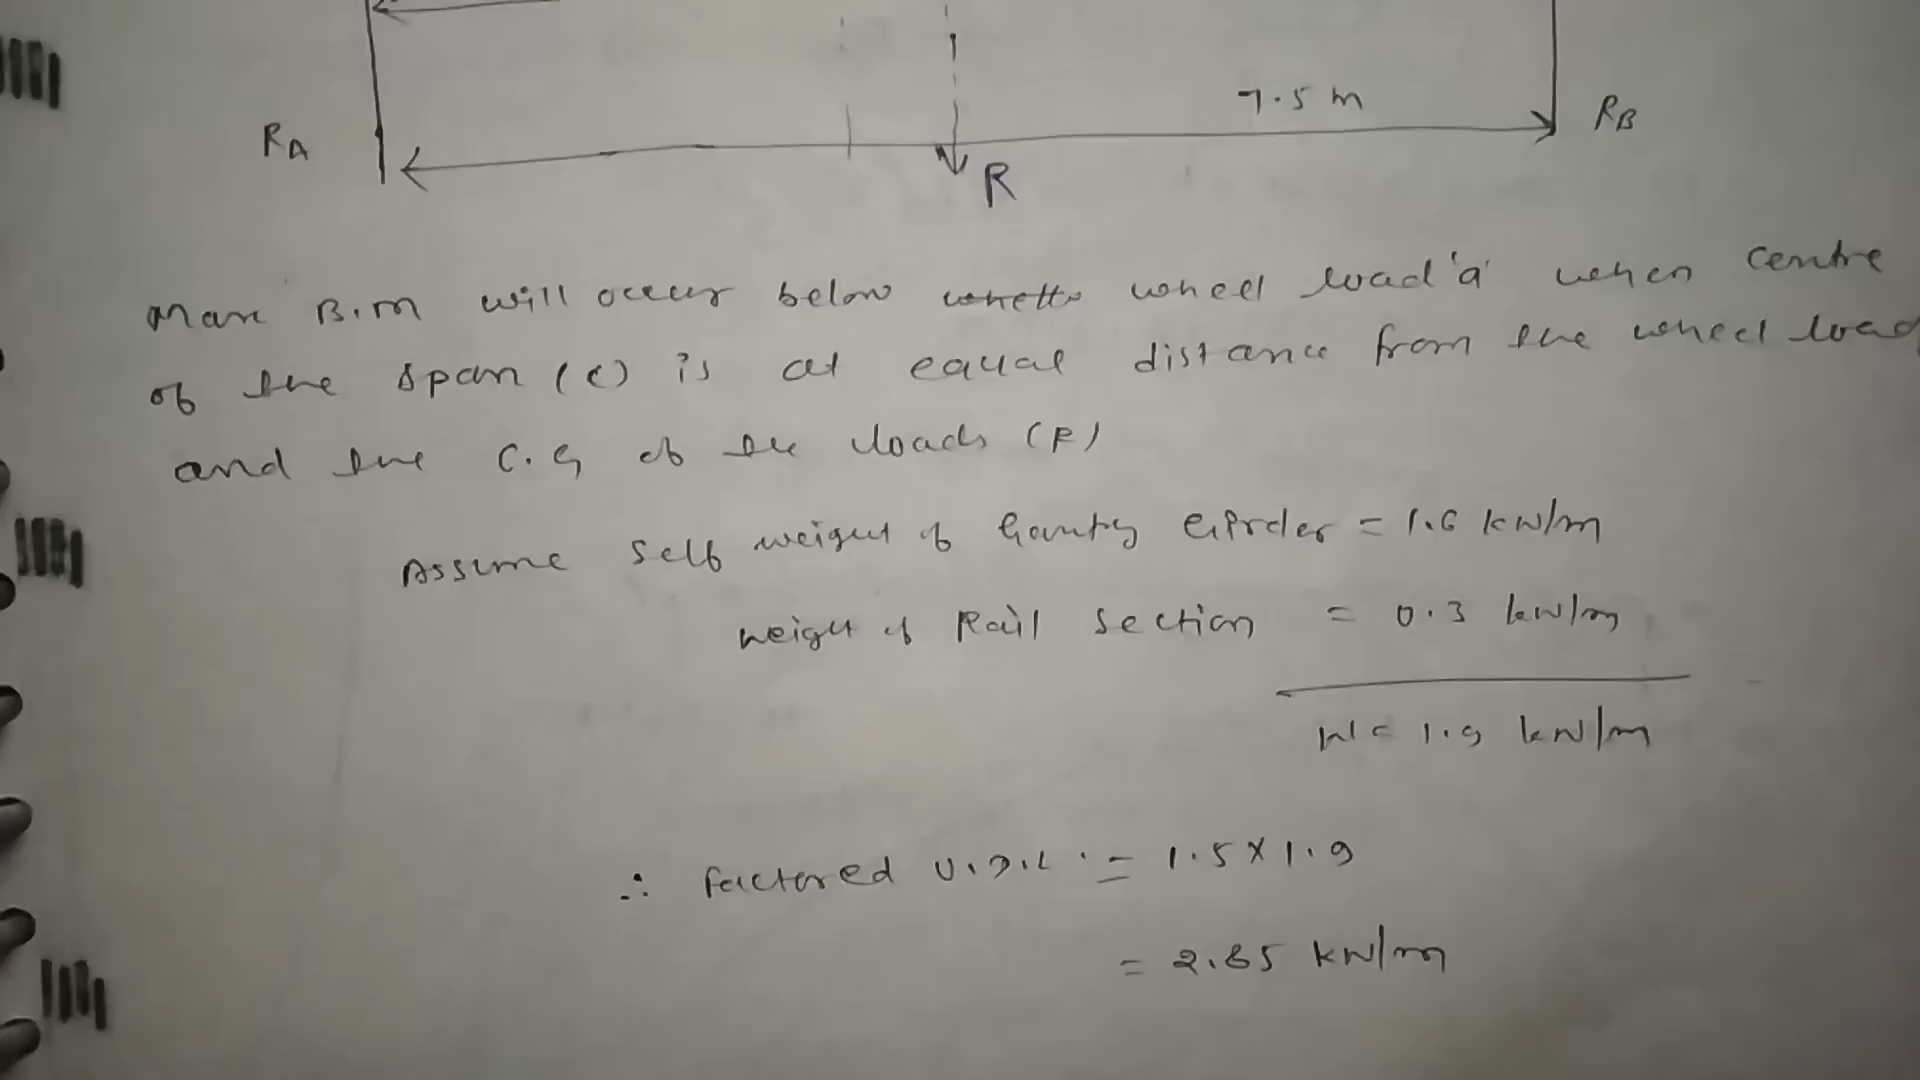 7.5 m
RA
RB
R
Max B.M will occur below wheel load 'a' when centre
of the span (c) is at equal distance from the wheel load
and the C.G of the loads (R)
Assume self weight of Gantry Girder = 1.6 kN/m
weight of Rail section = 0.3 kN/m
W = 1.9 kN/m
∴ factored U.D.L. = 1.5 × 1.9
= 2.85 kN/m